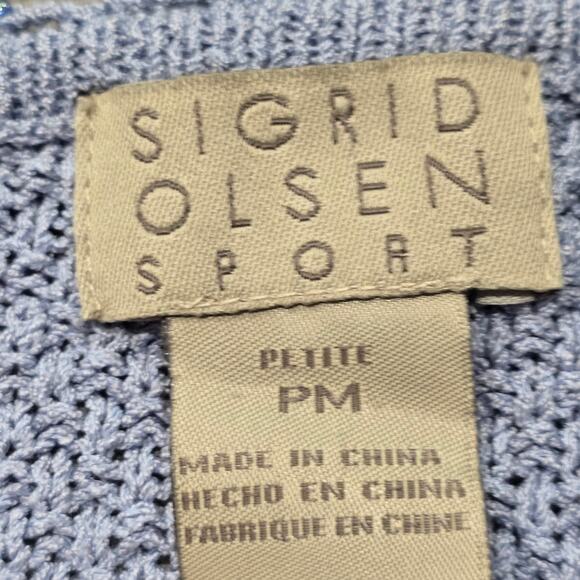 SIGRID
OLSEN
SPORT
PETITE
PM
MADE IN CHINA
HECHO EN CHINA
FABRIQUE EN CHINE